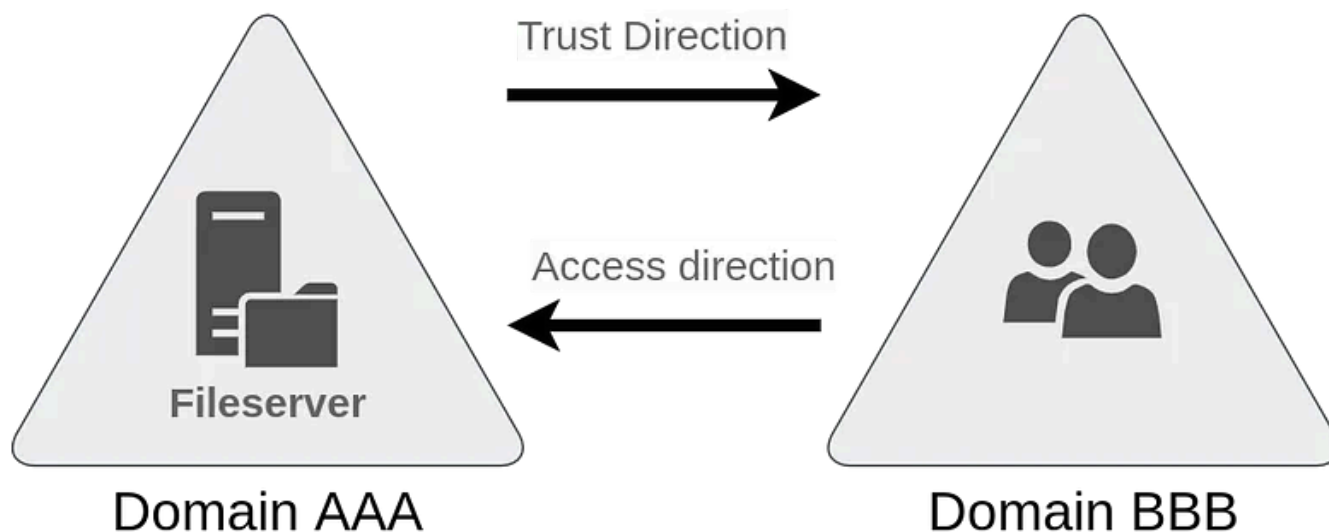 Trust Direction
Access direction
Fileserver
Domain AAA
Domain BBB